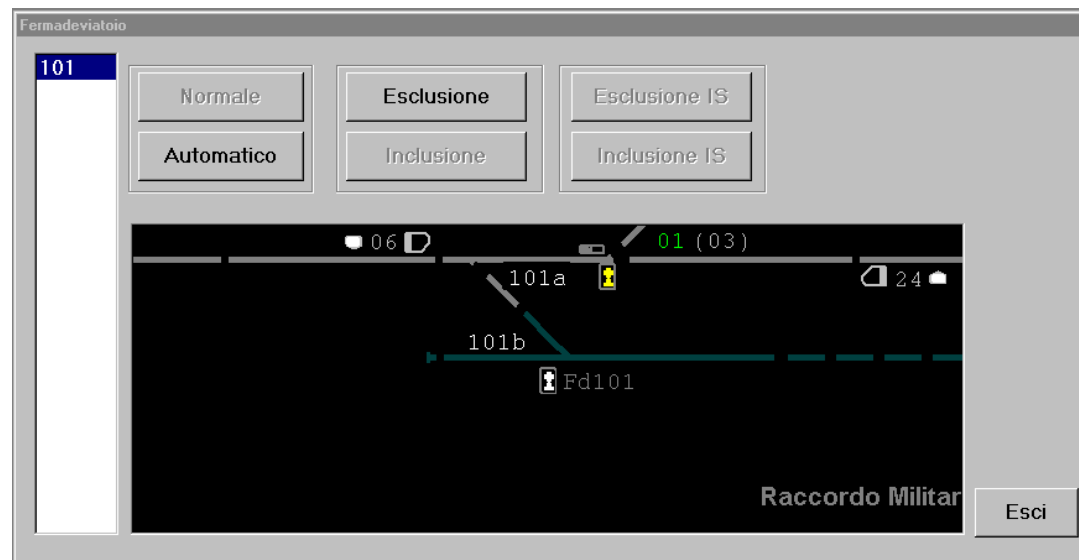 Fermadeviatoio
101
Normale
Esclusione
Esclusione IS
Automatico
Inclusione
Inclusione IS
06
01 (03)
101a
24
101b
Fd101
Raccordo Militar
Esci